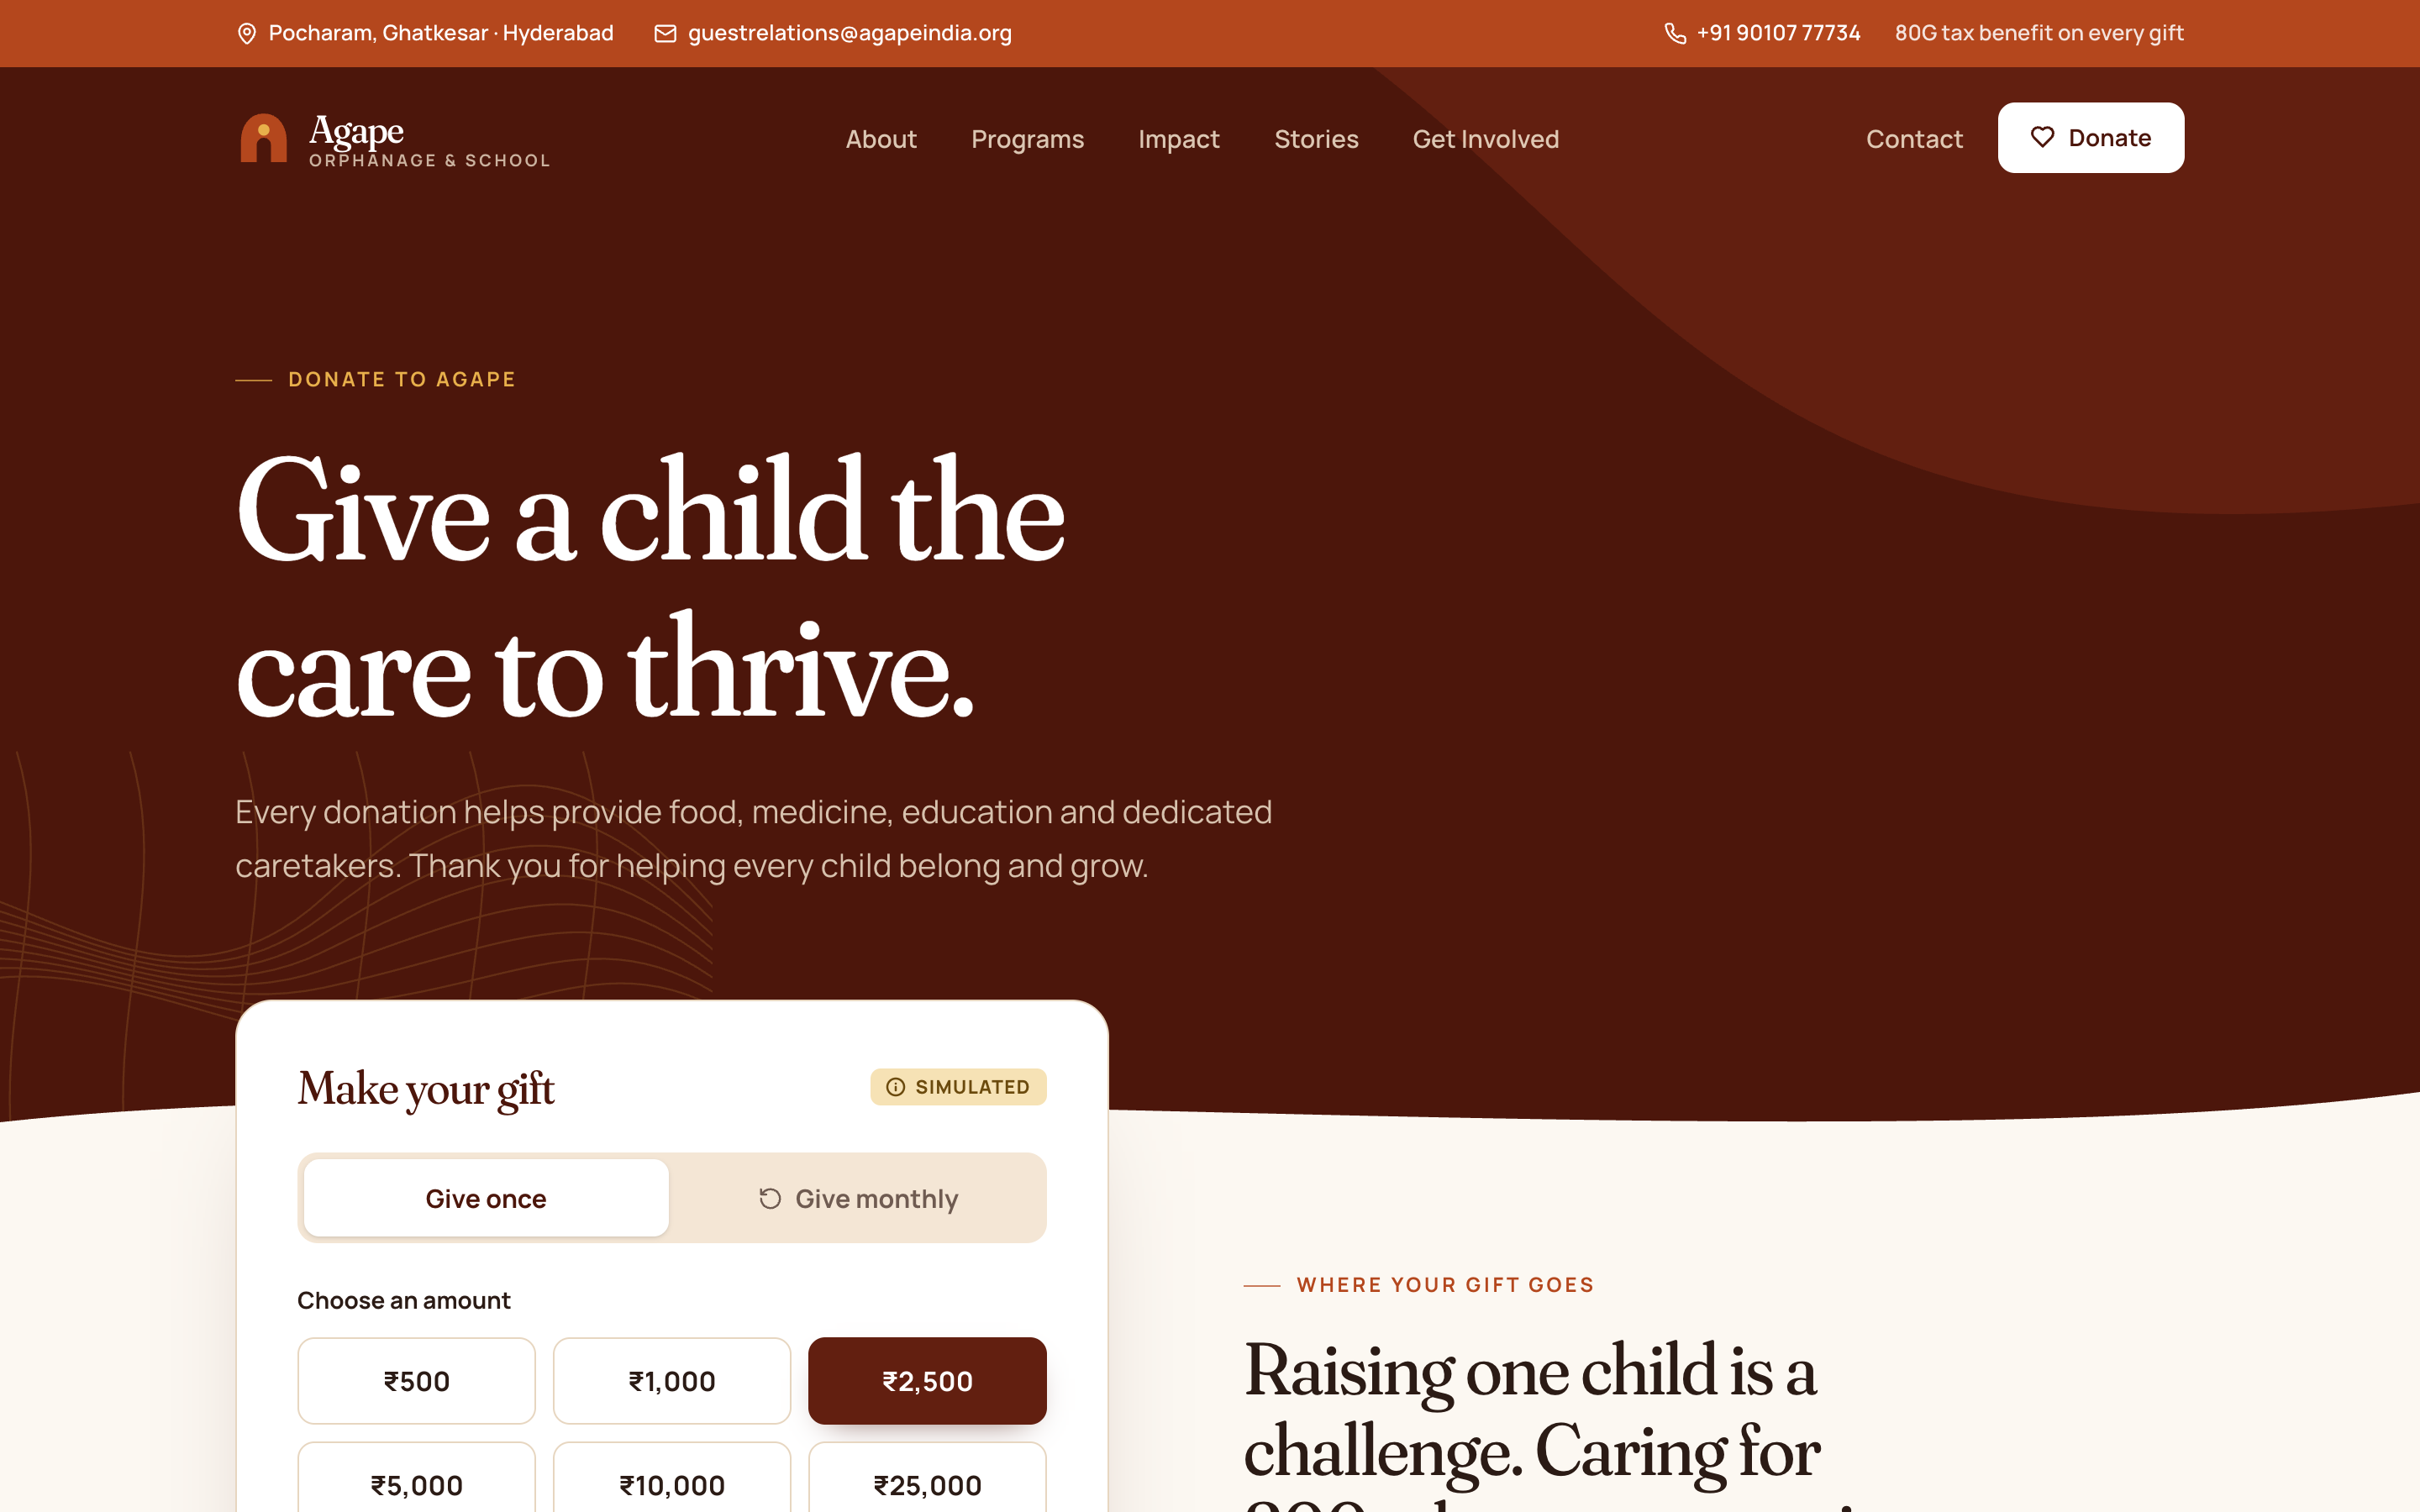 Pocharam, Ghatkesar · Hyderabad
guestrelations@agapeindia.org
+91 90107 77734
80G tax benefit on every gift
Agape
ORPHANAGE & SCHOOL
About
Programs
Impact
Stories
Get Involved
Contact
Donate
DONATE TO AGAPE
Give a child the
care to thrive.
Every donation helps provide food, medicine, education and dedicated
caretakers. Thank you for helping every child belong and grow.
Make your gift
SIMULATED
Give once
Give monthly
Choose an amount
₹500
₹1,000
₹2,500
₹5,000
₹10,000
₹25,000
WHERE YOUR GIFT GOES
Raising one child is a
challenge. Caring for